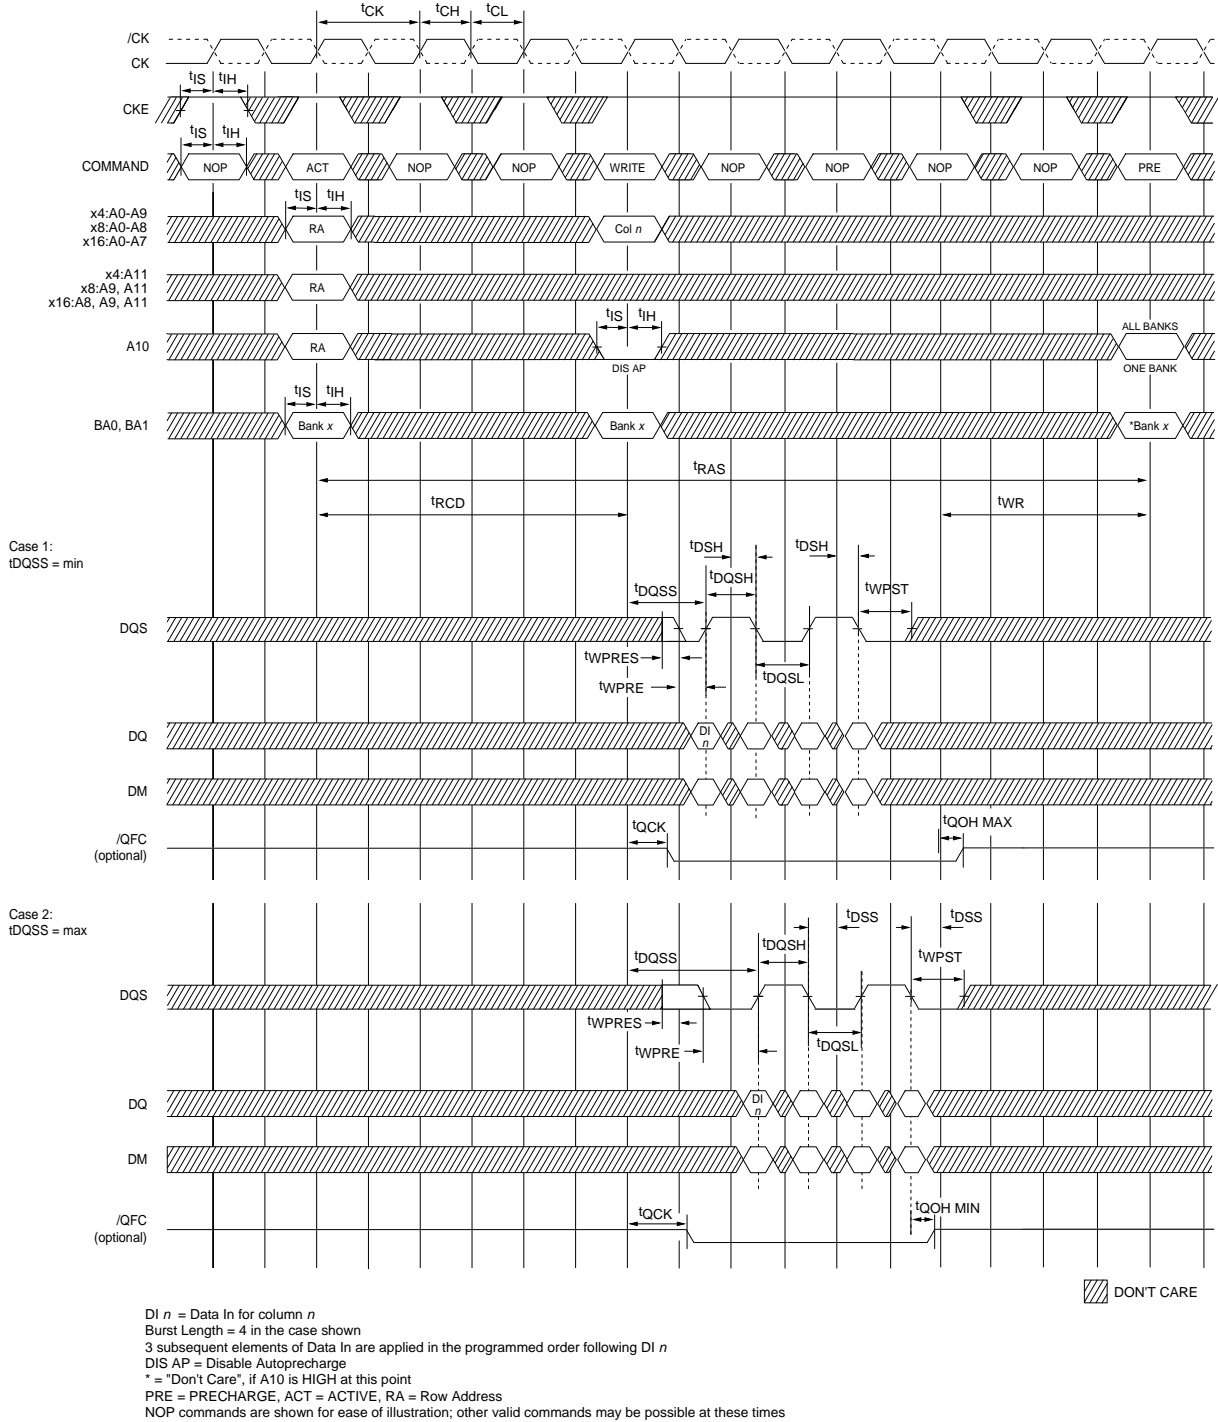 tCK tCH tCL
/CK
CK
tIS tIH
CKE
tIS tIH
COMMAND NOP ACT NOP NOP WRITE NOP NOP NOP NOP PRE
tIS tIH
x4:A0-A9
x8:A0-A8
x16:A0-A7
RA Col n
x4:A11
x8:A9, A11
x16:A8, A9, A11
RA
tIS tIH
ALL BANKS
A10 RA
DIS AP ONE BANK
tIS tIH
BA0, BA1 Bank x Bank x *Bank x
tRAS
tRCD tWR
Case 1:
tDQSS = min
tDSH tDSH
tDQSH
tDQSS tWPST
DQS
tWPRES
tDQSL
tWPRE
DQ DI
n
DM
tQCK tQOH MAX
/QFC
(optional)
Case 2:
tDQSS = max
tDSS tDSS
tDQSH
tDQSS tWPST
DQS
tWPRES
tWPRE tDQSL
DQ DI
n
DM
tQCK tQOH MIN
/QFC
(optional)
DON'T CARE
DI n = Data In for column n
Burst Length = 4 in the case shown
3 subsequent elements of Data In are applied in the programmed order following DI n
DIS AP = Disable Autoprecharge
* = "Don't Care", if A10 is HIGH at this point
PRE = PRECHARGE, ACT = ACTIVE, RA = Row Address
NOP commands are shown for ease of illustration; other valid commands may be possible at these times